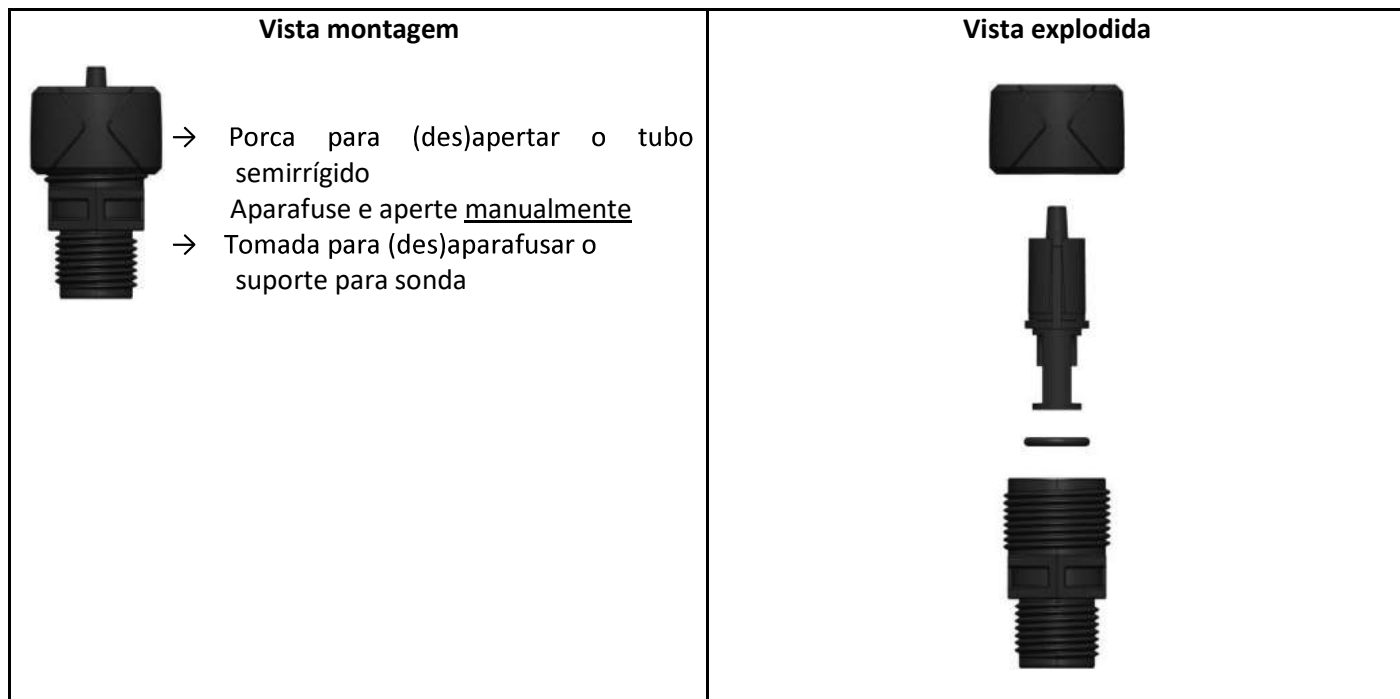 Vista montagem
Vista explodida
→ Porca para (des)apertar o tubo
semirrígido
Aparafuse e aperte manualmente
→ Tomada para (des)aparafusar o
suporte para sonda